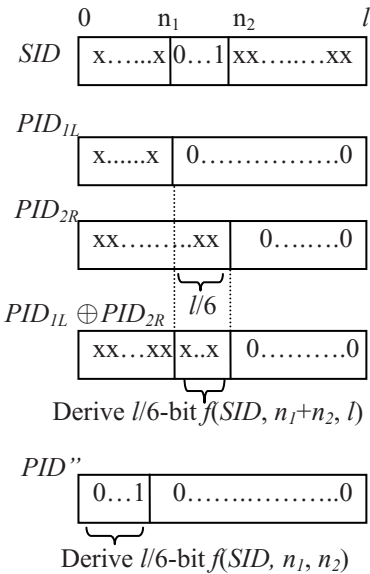 0 n₁ n₂ l
SID x…...x 0…1 xx…..…xx
PID₁L x......x 0…………….0
PID₂R xx…..…..xx 0….…0
l/6
PID₁L ⊕PID₂R
xx…xx x..x 0……….0
Derive l/6-bit f(SID, n₁+n₂, l)
PID”
0…1 0…….……….0
Derive l/6-bit f(SID, n₁, n₂)